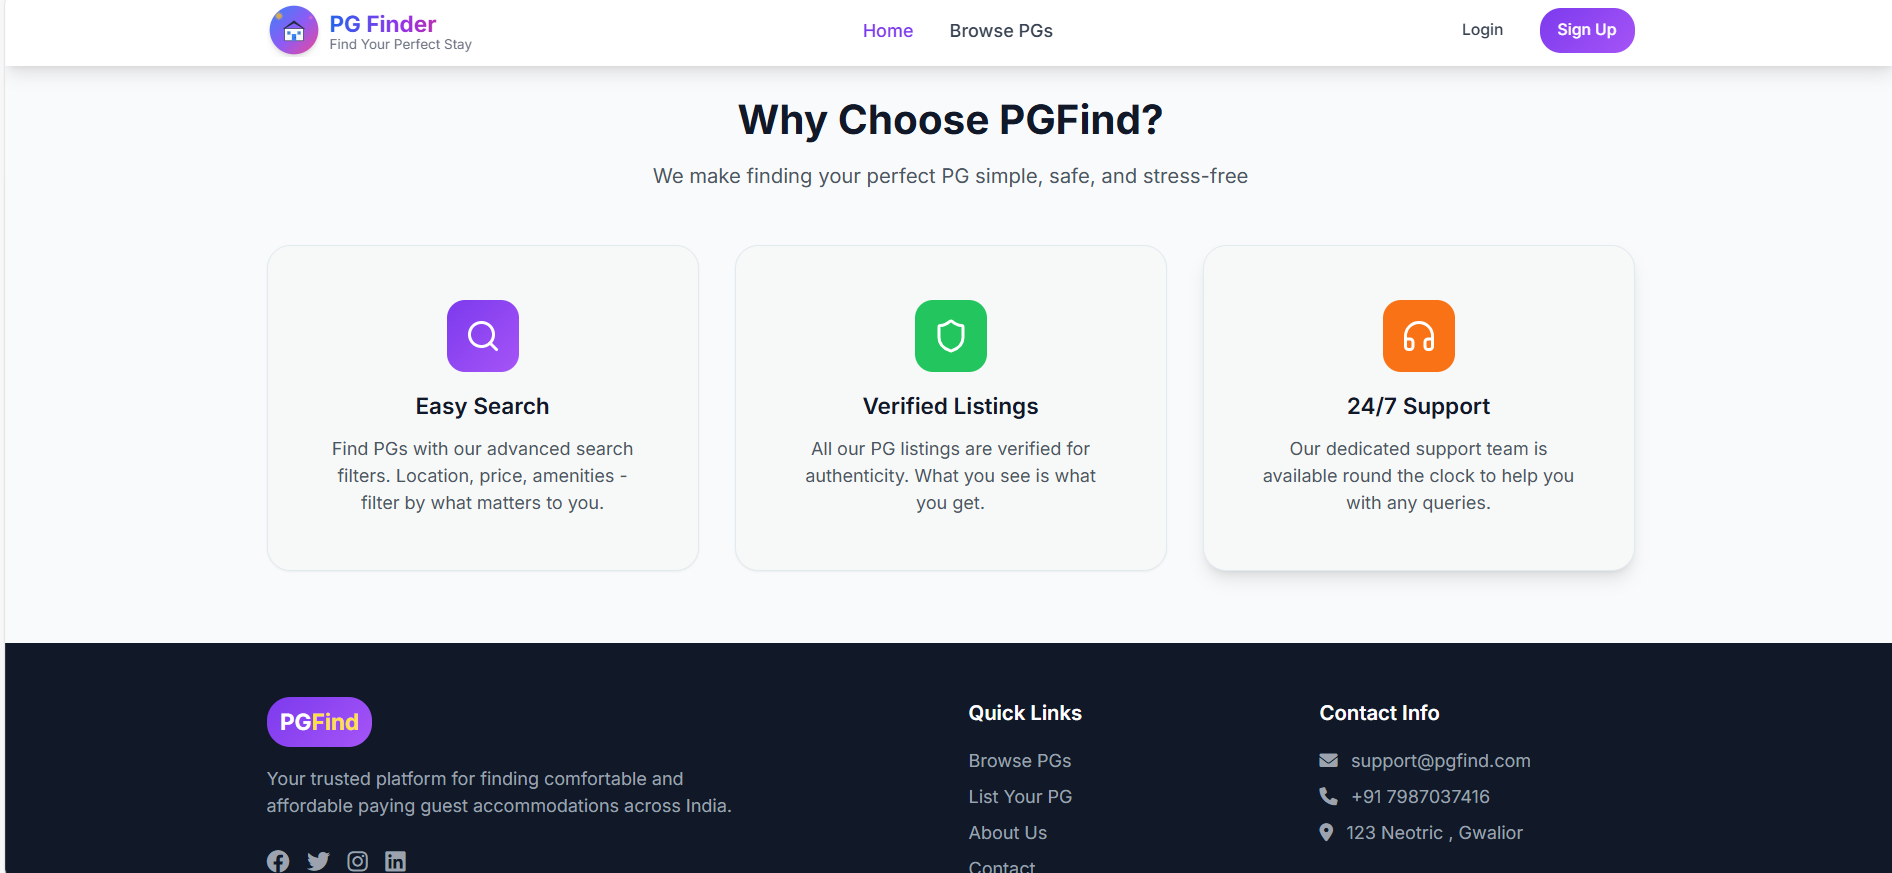 PG Finder
Find Your Perfect Stay
Home
Browse PGs
Login
Sign Up
Why Choose PGFind?
We make finding your perfect PG simple, safe, and stress-free
Easy Search
Find PGs with our advanced search
filters. Location, price, amenities -
filter by what matters to you.
Verified Listings
All our PG listings are verified for
authenticity. What you see is what
you get.
24/7 Support
Our dedicated support team is
available round the clock to help you
with any queries.
PGFind
Your trusted platform for finding comfortable and
affordable paying guest accommodations across India.
Quick Links
Browse PGs
List Your PG
About Us
Contact
Contact Info
support@pgfind.com
+91 7987037416
123 Neotric , Gwalior